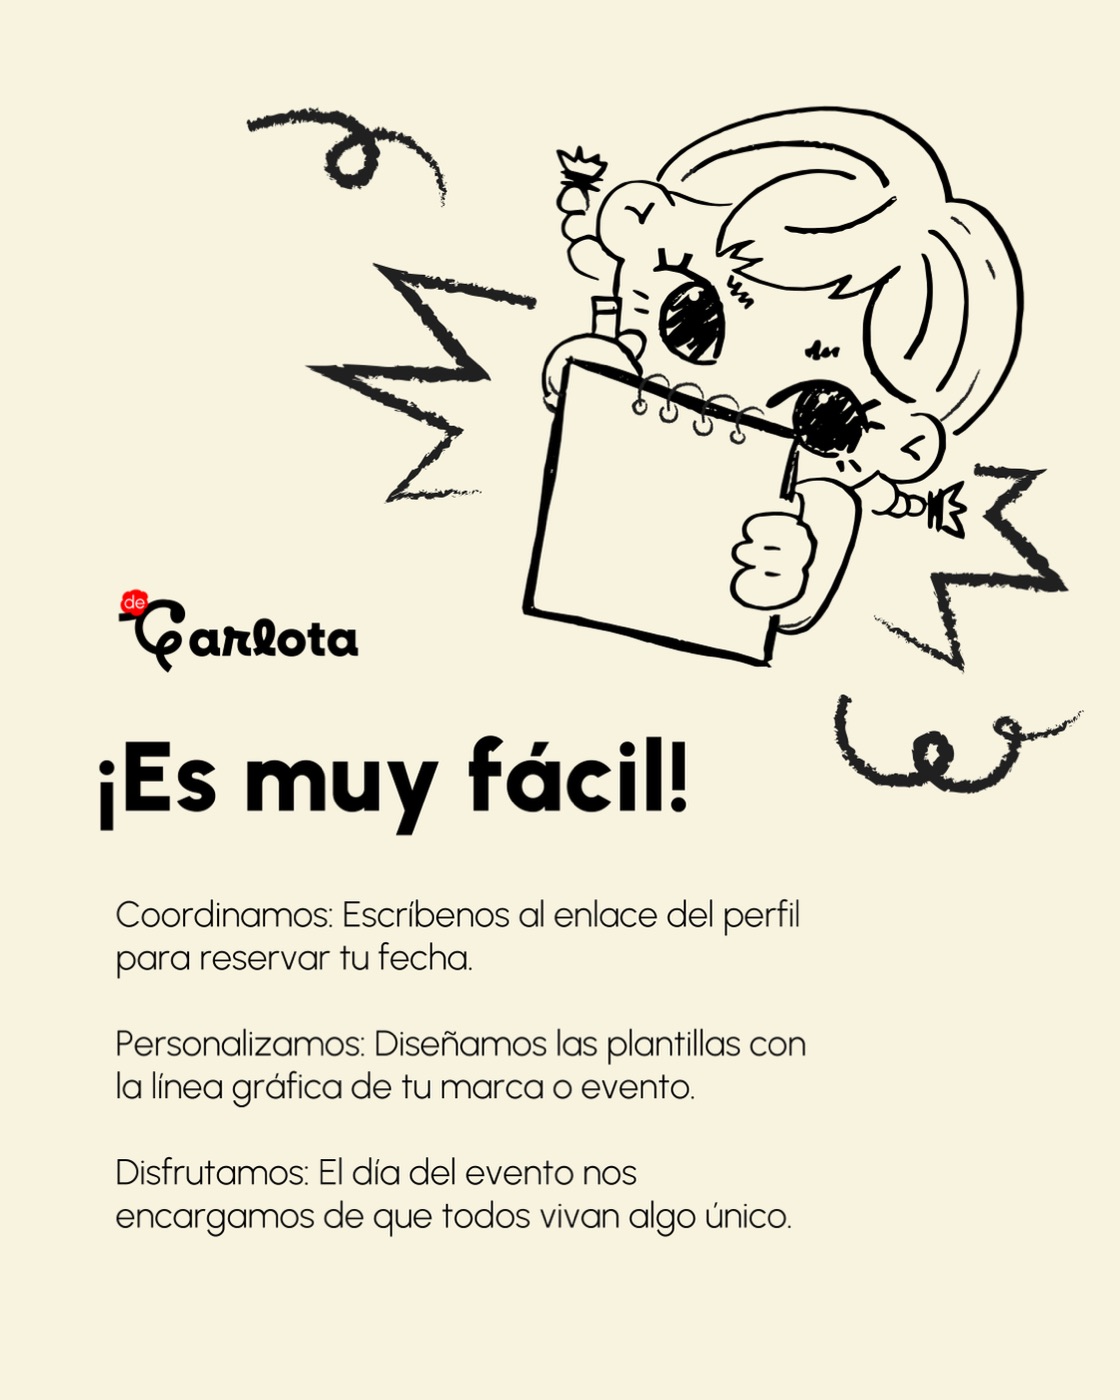 de
Carlota
¡Es muy fácil!
Coordinamos: Escríbenos al enlace del perfil
para reservar tu fecha.
Personalizamos: Diseñamos las plantillas con
la línea gráfica de tu marca o evento.
Disfrutamos: El día del evento nos
encargamos de que todos vivan algo único.